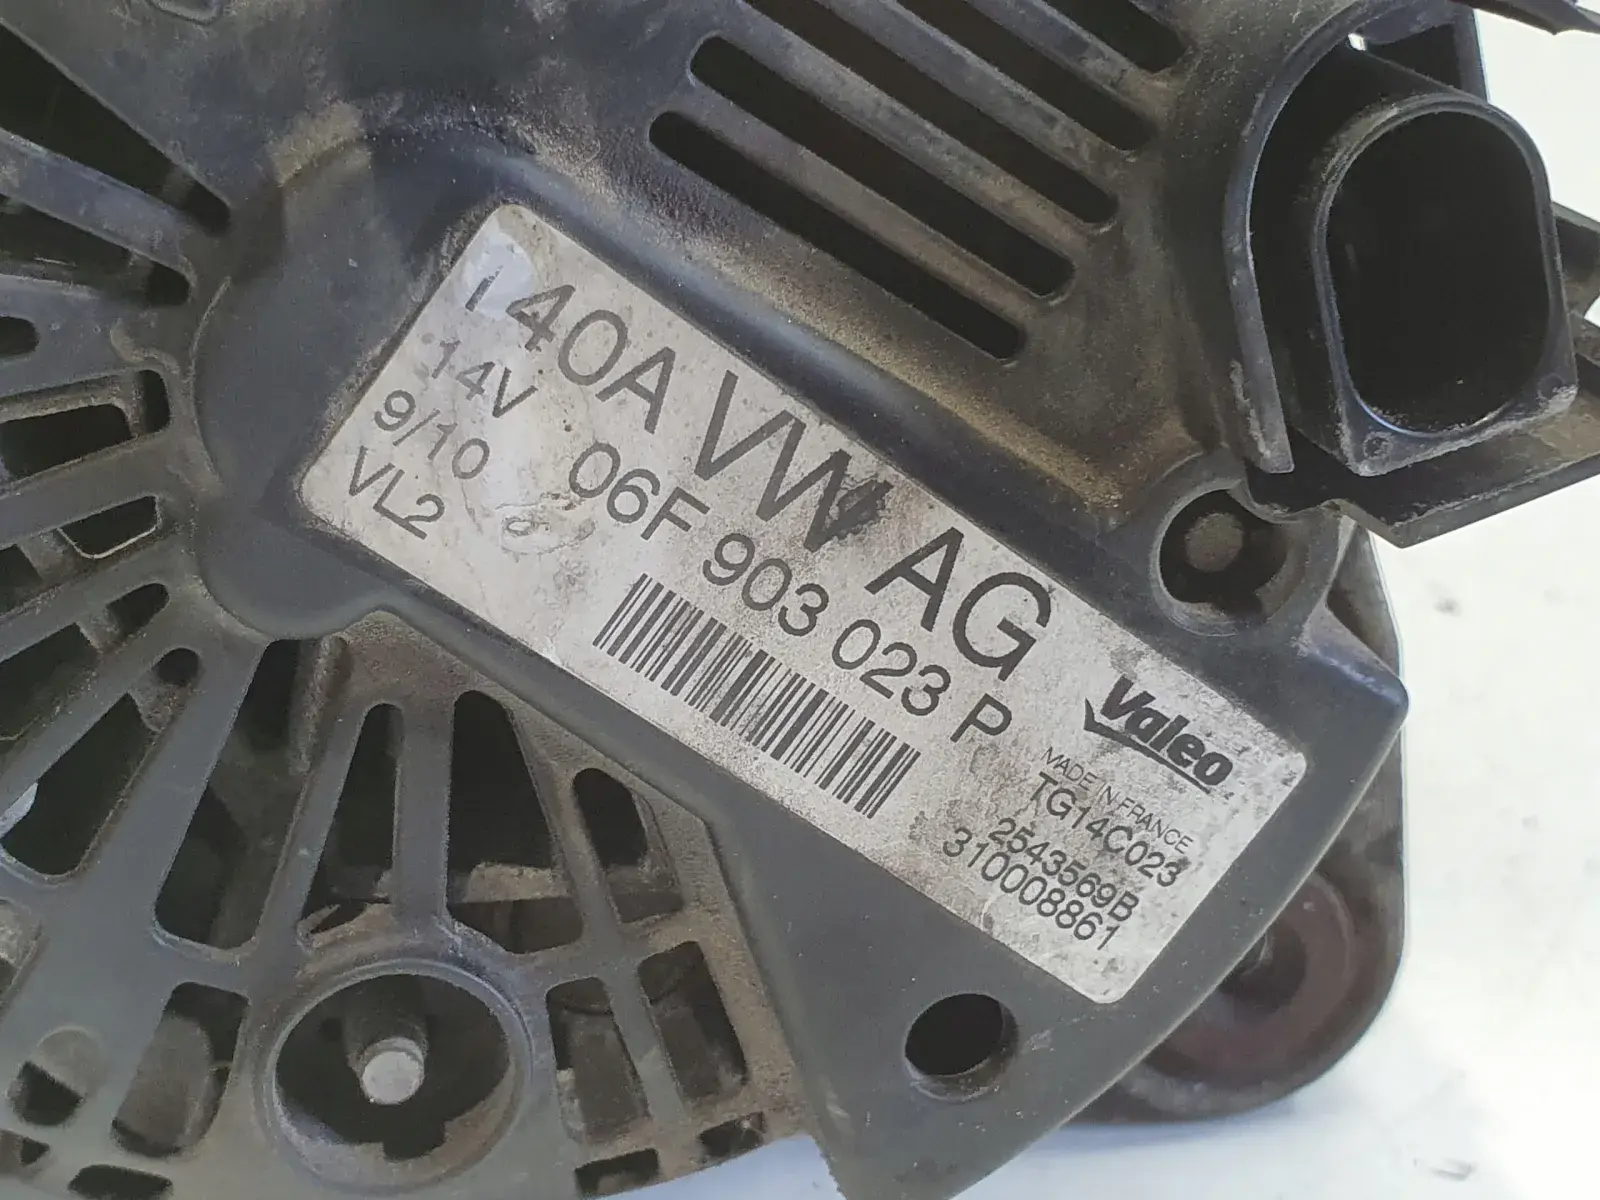 140A VW AG
14V 06F 903 023 P
9/10
VL2
Valeo
MADE IN FRANCE
TG14C023
2543569B
310008861